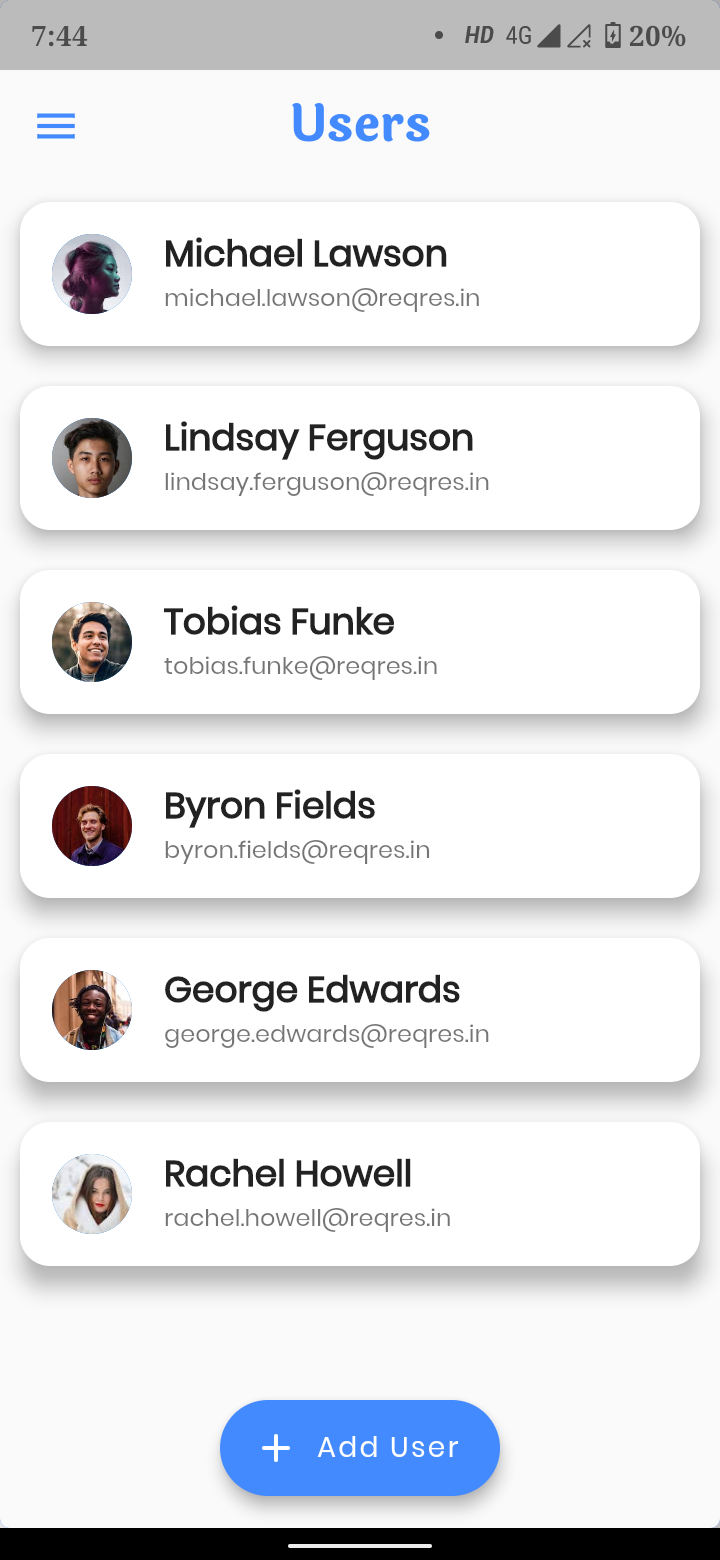 7:44 • HD 4G 20%
Users
Michael Lawson
michael.lawson@reqres.in
Lindsay Ferguson
lindsay.ferguson@reqres.in
Tobias Funke
tobias.funke@reqres.in
Byron Fields
byron.fields@reqres.in
George Edwards
george.edwards@reqres.in
Rachel Howell
rachel.howell@reqres.in
+ Add User